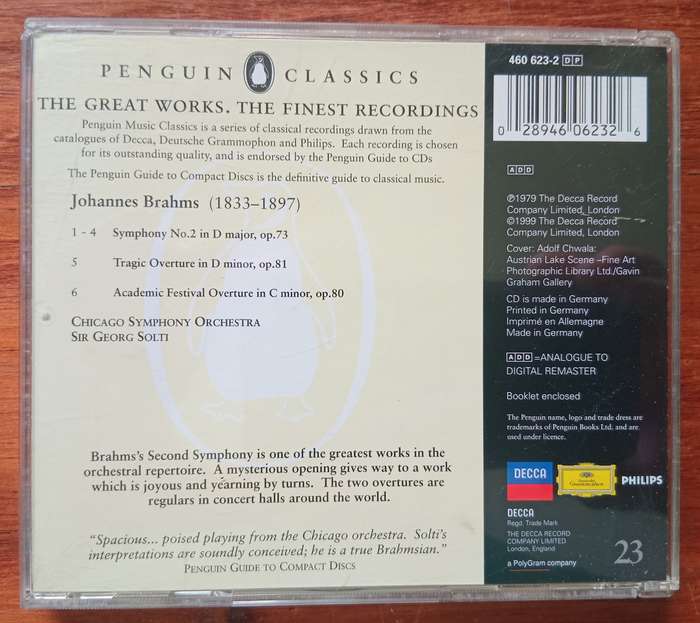 PENGUIN CLASSICS
THE GREAT WORKS. THE FINEST RECORDINGS
Penguin Music Classics is a series of classical recordings drawn from the
catalogues of Decca, Deutsche Grammophon and Philips. Each recording is chosen
for its outstanding quality, and is endorsed by the Penguin Guide to CDs
The Penguin Guide to Compact Discs is the definitive guide to classical music.
Johannes Brahms (1833–1897)
1 - 4 Symphony No.2 in D major, op.73
5 Tragic Overture in D minor, op.81
6 Academic Festival Overture in C minor, op.80
CHICAGO SYMPHONY ORCHESTRA
SIR GEORG SOLTI
Brahms's Second Symphony is one of the greatest works in the
orchestral repertoire. A mysterious opening gives way to a work
which is joyous and yearning by turns. The two overtures are
regulars in concert halls around the world.
"Spacious... poised playing from the Chicago orchestra. Solti's
interpretations are soundly conceived; he is a true Brahmsian."
PENGUIN GUIDE TO COMPACT DISCS
460 623-2 DP
0 28946 06232 6
ADD
℗1979 The Decca Record
Company Limited, London
©1999 The Decca Record
Company Limited, London
Cover: Adolf Chwala:
Austrian Lake Scene –Fine Art
Photographic Library Ltd./Gavin
Graham Gallery
CD is made in Germany
Printed in Germany
Imprimé en Allemagne
Made in Germany
ADD=ANALOGUE TO
DIGITAL REMASTER
Booklet enclosed
The Penguin name, logo and trade dress are
trademarks of Penguin Books Ltd. and are
used under licence.
DECCA
Deutsche Grammophon
PHILIPS
DECCA
Regd. Trade Mark
THE DECCA RECORD
COMPANY LIMITED
London, England
a PolyGram company
23